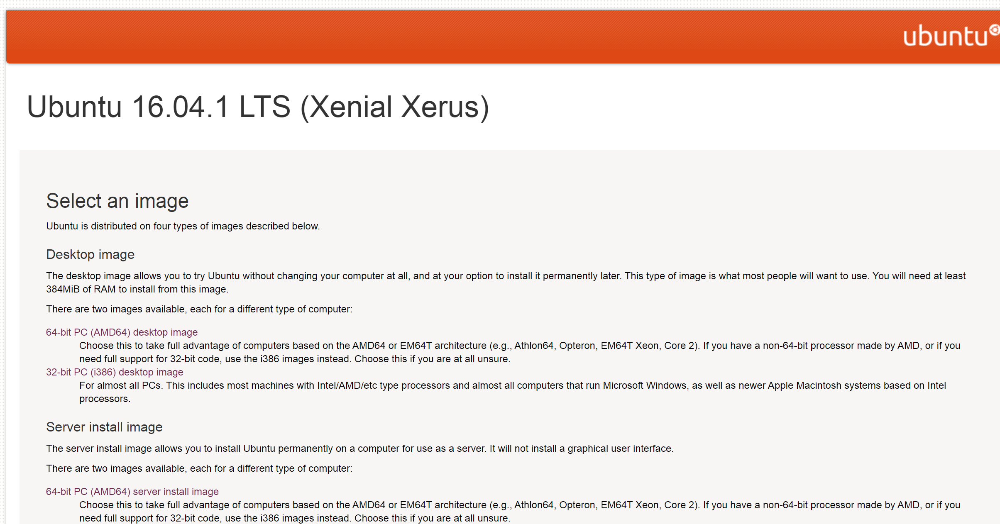 ubuntu
Ubuntu 16.04.1 LTS (Xenial Xerus)
Select an image
Ubuntu is distributed on four types of images described below.
Desktop image
The desktop image allows you to try Ubuntu without changing your computer at all, and at your option to install it permanently later. This type of image is what most people will want to use. You will need at least
384MiB of RAM to install from this image.
There are two images available, each for a different type of computer:
64-bit PC (AMD64) desktop image
Choose this to take full advantage of computers based on the AMD64 or EM64T architecture (e.g., Athlon64, Opteron, EM64T Xeon, Core 2). If you have a non-64-bit processor made by AMD, or if you
need full support for 32-bit code, use the i386 images instead. Choose this if you are at all unsure.
32-bit PC (i386) desktop image
For almost all PCs. This includes most machines with Intel/AMD/etc type processors and almost all computers that run Microsoft Windows, as well as newer Apple Macintosh systems based on Intel
processors.
Server install image
The server install image allows you to install Ubuntu permanently on a computer for use as a server. It will not install a graphical user interface.
There are two images available, each for a different type of computer:
64-bit PC (AMD64) server install image
Choose this to take full advantage of computers based on the AMD64 or EM64T architecture (e.g., Athlon64, Opteron, EM64T Xeon, Core 2). If you have a non-64-bit processor made by AMD, or if you
need full support for 32-bit code, use the i386 images instead. Choose this if you are at all unsure.